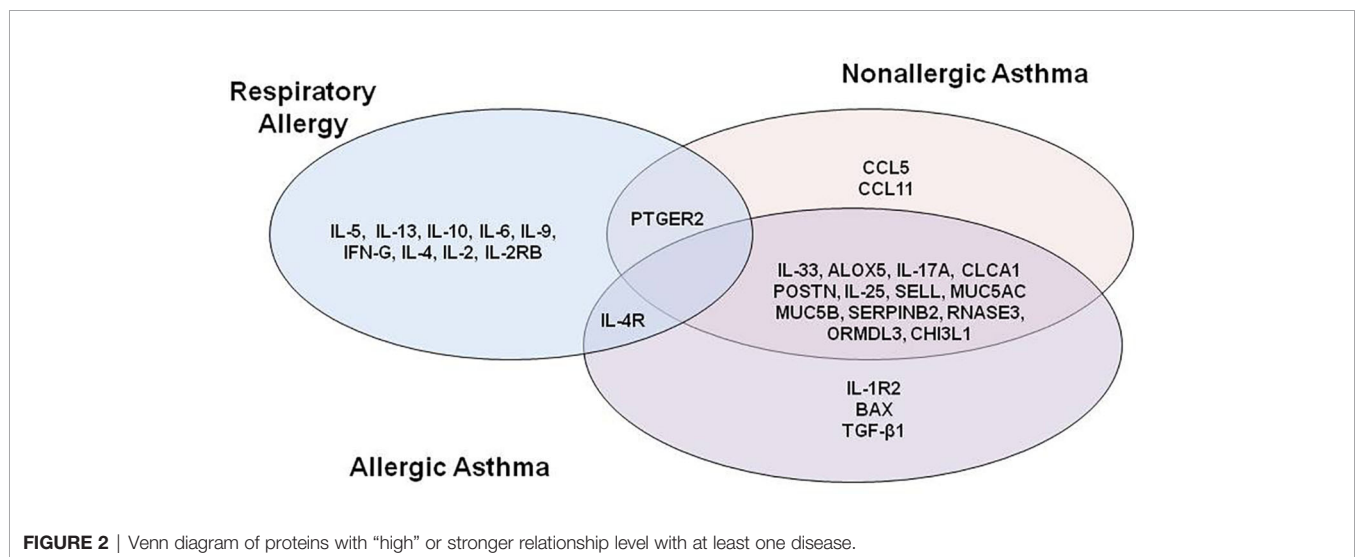 Respiratory
Allergy
Nonallergic Asthma
IL-5, IL-13, IL-10, IL-6, IL-9,
IFN-G, IL-4, IL-2, IL-2RB
PTGER2
CCL5
CCL11
IL-4R
IL-33, ALOX5, IL-17A, CLCA1
POSTN, IL-25, SELL, MUC5AC
MUC5B, SERPINB2, RNASE3,
ORMDL3, CHI3L1
IL-1R2
BAX
TGF-β1
Allergic Asthma
FIGURE 2 | Venn diagram of proteins with “high” or stronger relationship level with at least one disease.